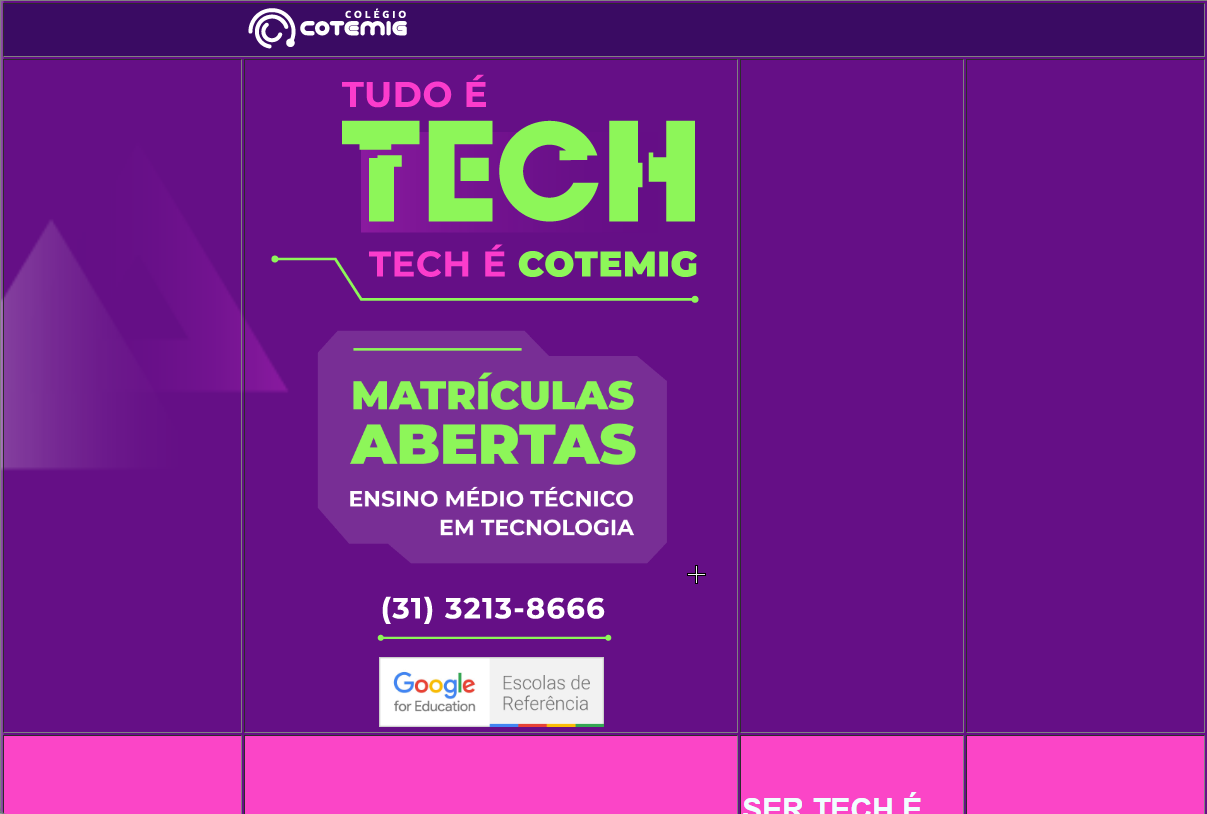 COLÉGIO
COTEMIG
TUDO É
TECH
TECH É COTEMIG
MATRÍCULAS
ABERTAS
ENSINO MÉDIO TÉCNICO
EM TECNOLOGIA
(31) 3213-8666
Google
for Education
Escolas de
Referência
SER TECH É